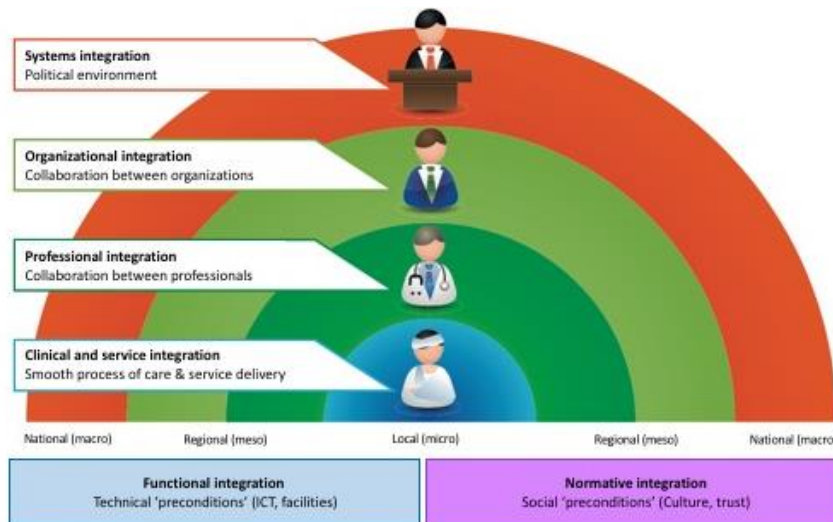 Systems integration
Political environment
Organizational integration
Collaboration between organizations
Professional integration
Collaboration between professionals
Clinical and service integration
Smooth process of care & service delivery
National (macro) Regional (meso) Local (micro) Regional (meso) National (macro
Functional integration
Technical ‘preconditions’ (ICT, facilities)
Normative integration
Social ‘preconditions’ (Culture, trust)